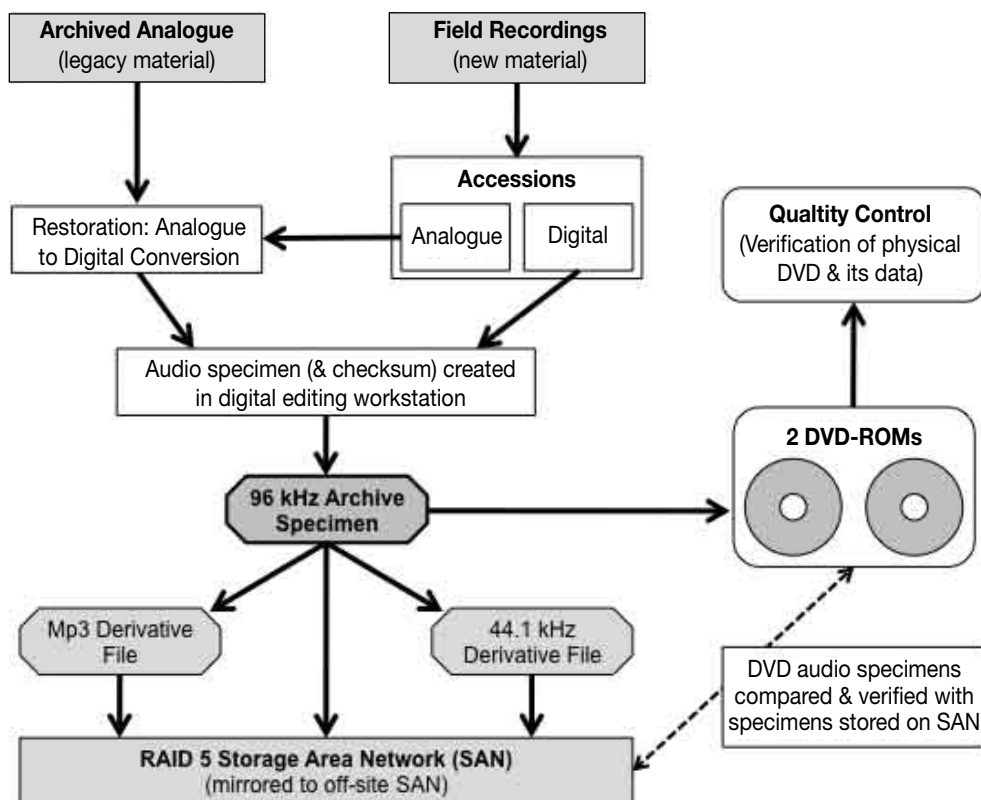 Archived Analogue
(legacy material)
Field Recordings
(new material)
Accessions
Analogue
Digital
Restoration: Analogue
to Digital Conversion
Qualtity Control
(Verification of physical
DVD & its data)
Audio specimen (& checksum) created
in digital editing workstation
2 DVD-ROMs
96 kHz Archive
Specimen
Mp3 Derivative
File
44.1 kHz
Derivative File
DVD audio specimens
compared & verified with
specimens stored on SAN
RAID 5 Storage Area Network (SAN)
(mirrored to off-site SAN)